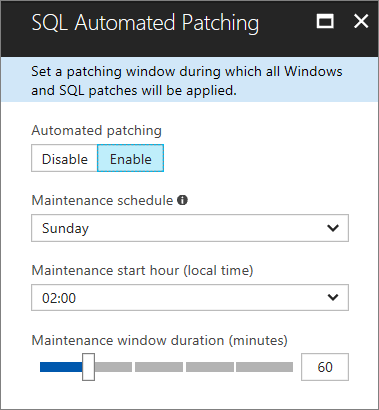 SQL Automated Patching
Set a patching window during which all Windows
and SQL patches will be applied.
Automated patching
Disable Enable
Maintenance schedule
Sunday
Maintenance start hour (local time)
02:00
Maintenance window duration (minutes)
60